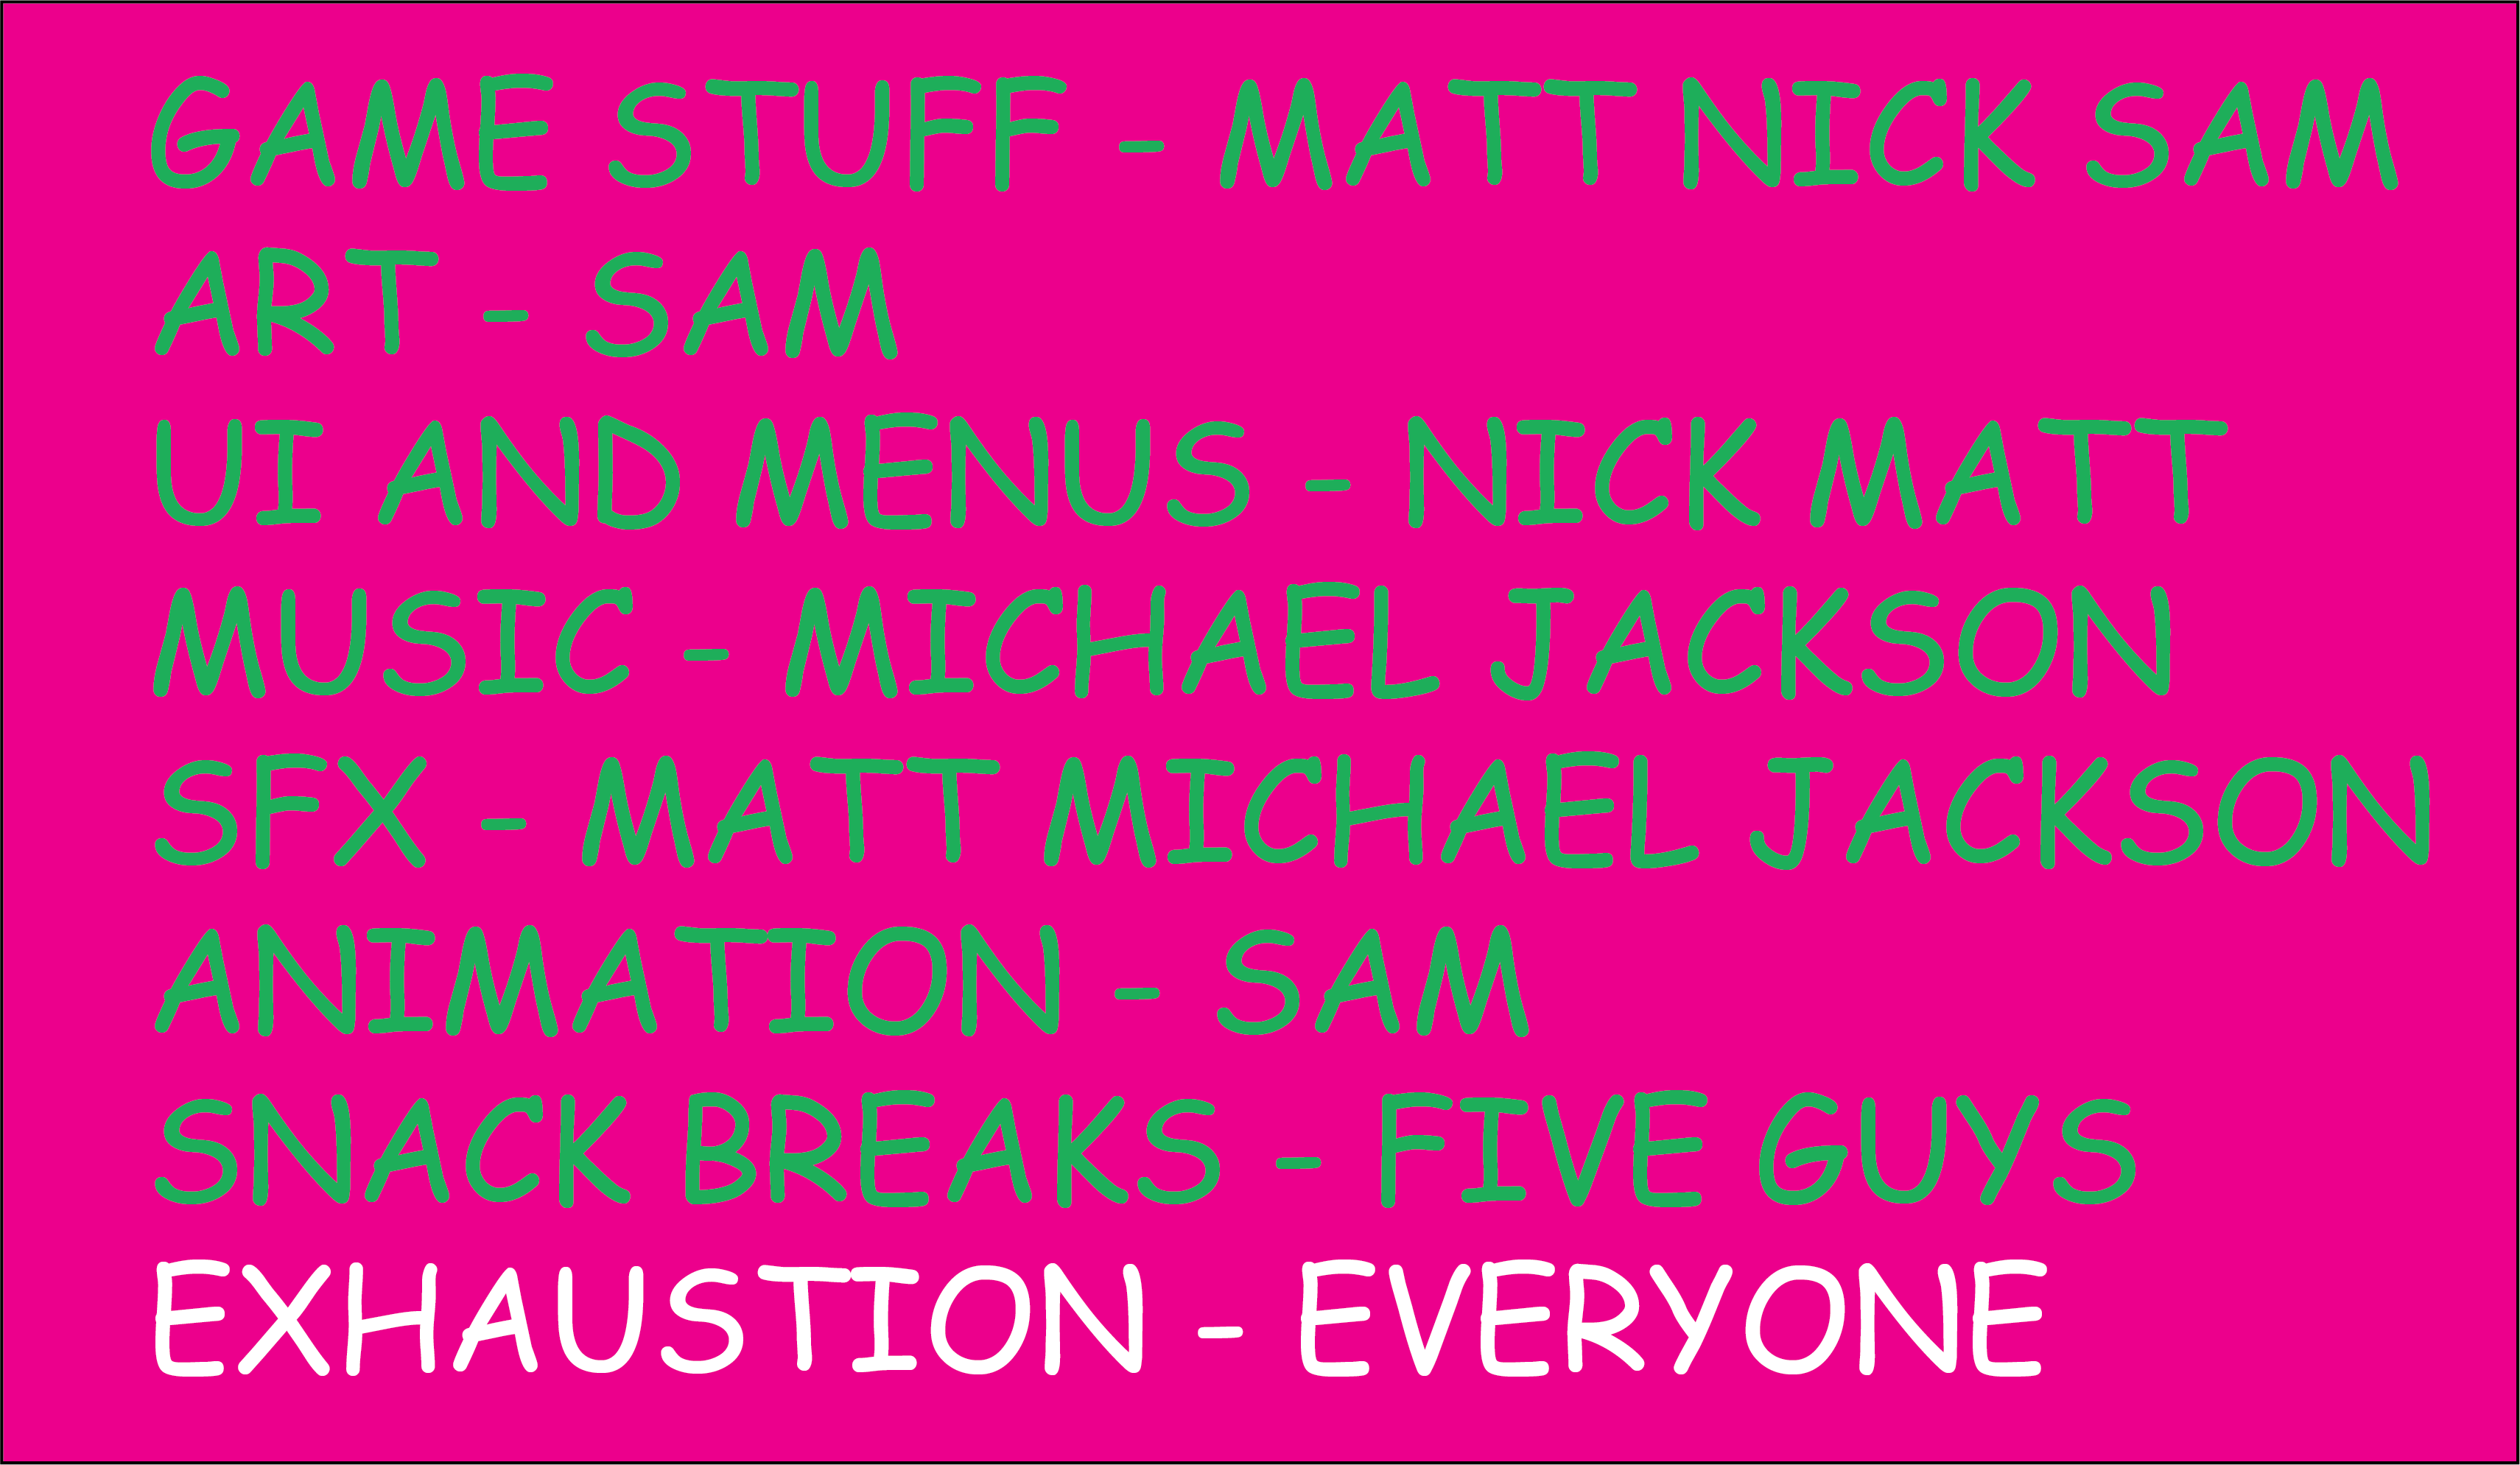 GAME STUFF - MATT NICK SAM
ART - SAM
UI AND MENUS - NICK MATT
MUSIC - MICHAEL JACKSON
SFX - MATT MICHAEL JACKSON
ANIMATION - SAM
SNACK BREAKS - FIVE GUYS
EXHAUSTION - EVERYONE